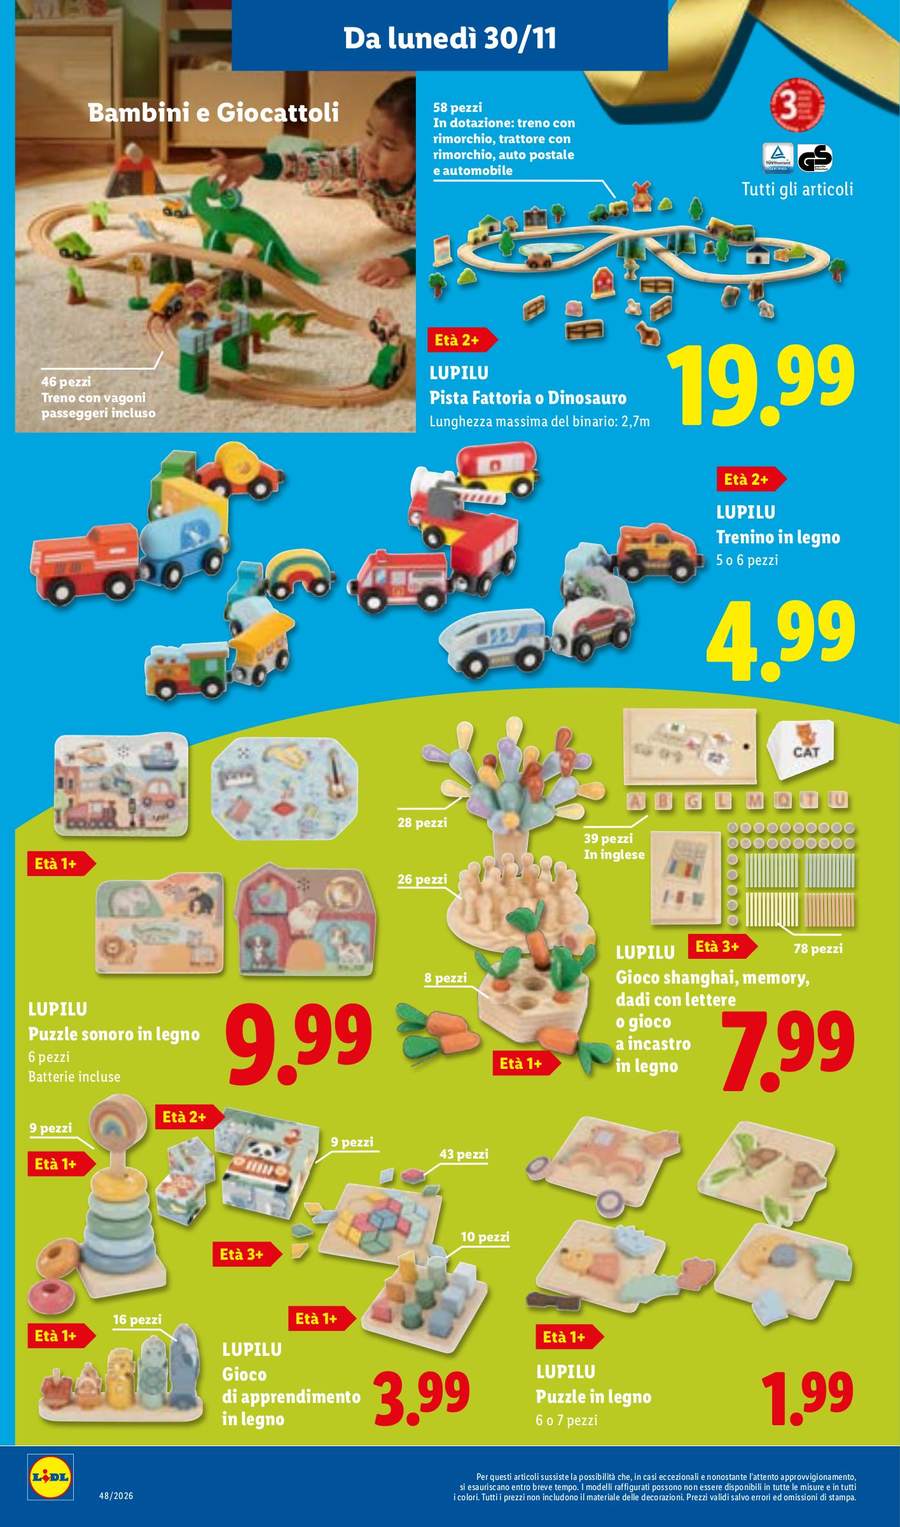 Da lunedì 30/11
Bambini e Giocattoli
58 pezzi
In dotazione: treno con
rimorchio, trattore con
rimorchio, auto postale
e automobile
3
TÜV
GS
Tutti gli articoli
46 pezzi
Treno con vagoni
passeggeri incluso
Età 2+
LUPILU
Pista Fattoria o Dinosauro
Lunghezza massima del binario: 2,7m
19.99
Età 2+
LUPILU
Trenino in legno
5 o 6 pezzi
4.99
28 pezzi
CAT
A B G L M Q T U
39 pezzi
In inglese
Età 1+
26 pezzi
8 pezzi
78 pezzi
Età 3+
LUPILU
Gioco shanghai, memory,
dadi con lettere
o gioco
a incastro
in legno
7.99
Età 1+
LUPILU
Puzzle sonoro in legno
6 pezzi
Batterie incluse
9.99
9 pezzi
Età 1+
Età 2+
9 pezzi
43 pezzi
Età 3+
10 pezzi
Età 1+
16 pezzi
Età 1+
LUPILU
Gioco
di apprendimento
in legno
3.99
Età 1+
LUPILU
Puzzle in legno
6 o 7 pezzi
1.99
LIDL
48/2026
Per questi articoli sussiste la possibilità che, in casi eccezionali e nonostante l'attento approvvigionamento,
si esauriscano entro breve tempo. I modelli raffigurati possono non essere disponibili in tutte le misure e in tutti
i colori. Tutti i prezzi non includono il materiale delle decorazioni. Prezzi validi salvo errori ed omissioni di stampa.